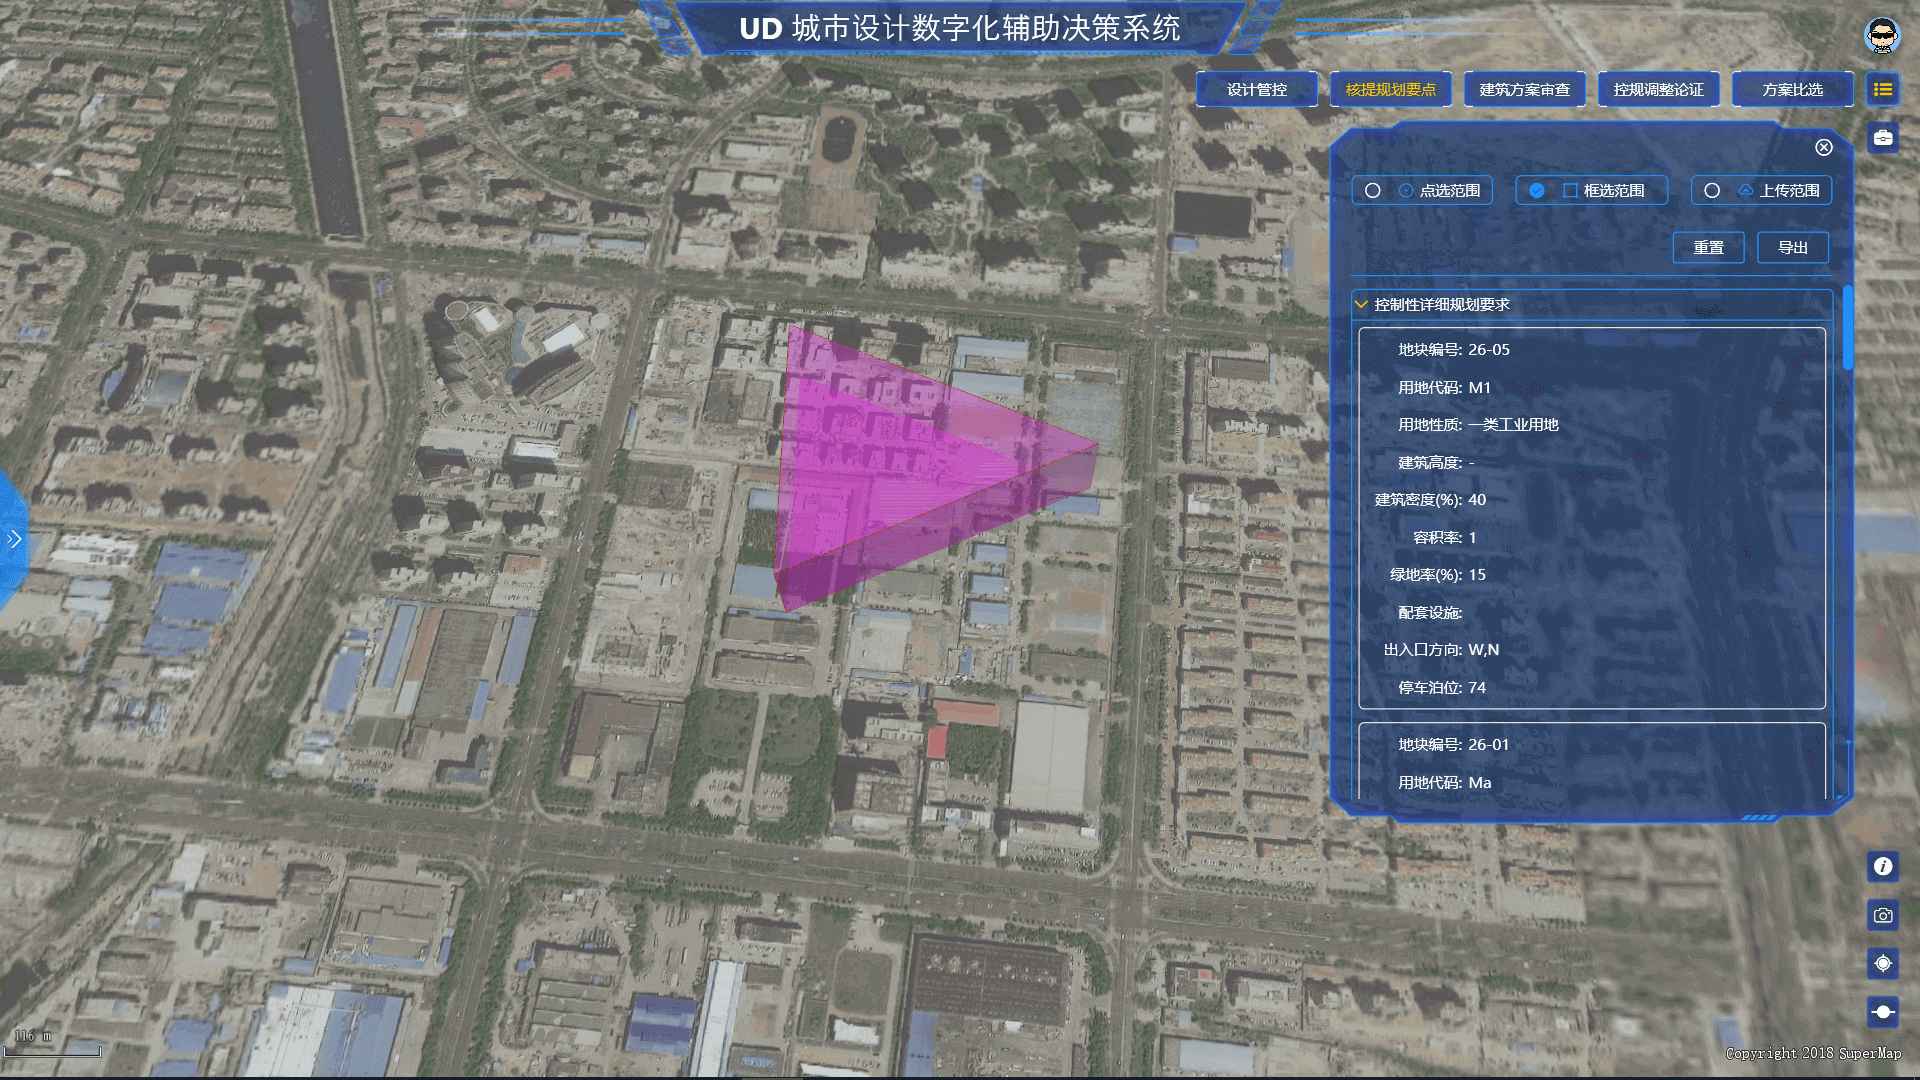 UD 城市设计数字化辅助决策系统
设计管控
核提规划要点
建筑方案审查
控规调整论证
方案比选
点选范围
框选范围
上传范围
重置
导出
控制性详细规划要求
地块编号: 26-05
用地代码: M1
用地性质: 一类工业用地
建筑高度: -
建筑密度(%): 40
容积率: 1
绿地率(%): 15
配套设施:
出入口方向: W,N
停车泊位: 74
地块编号: 26-01
用地代码: Ma
116 m
Copyright 2018 SuperMap